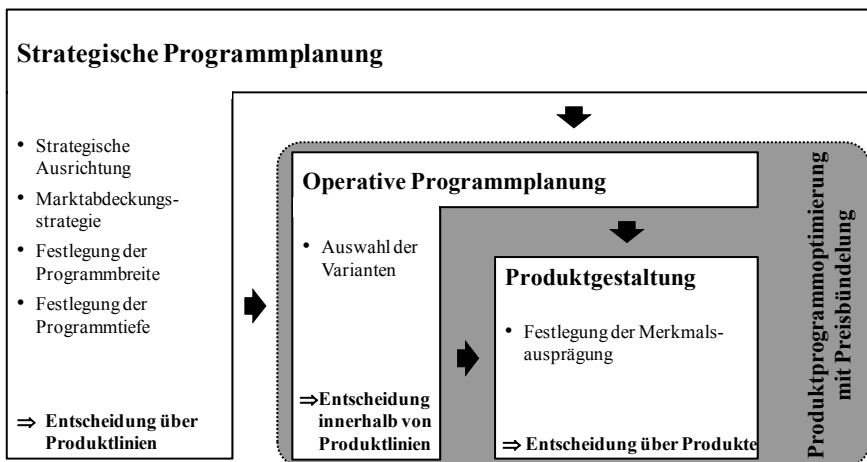 Strategische Programmplanung
• Strategische
Ausrichtung
• Marktabdeckungs-
strategie
• Festlegung der
Programmbreite
• Festlegung der
Programmtiefe
⇒ Entscheidung über
Produktlinien
Operative Programmplanung
• Auswahl der
Varianten
⇒Entscheidung
innerhalb von
Produktlinien
Produktgestaltung
• Festlegung der Merkmals-
ausprägung
⇒ Entscheidung über Produkte
Produktprogrammoptimierung
mit Preisbündelung